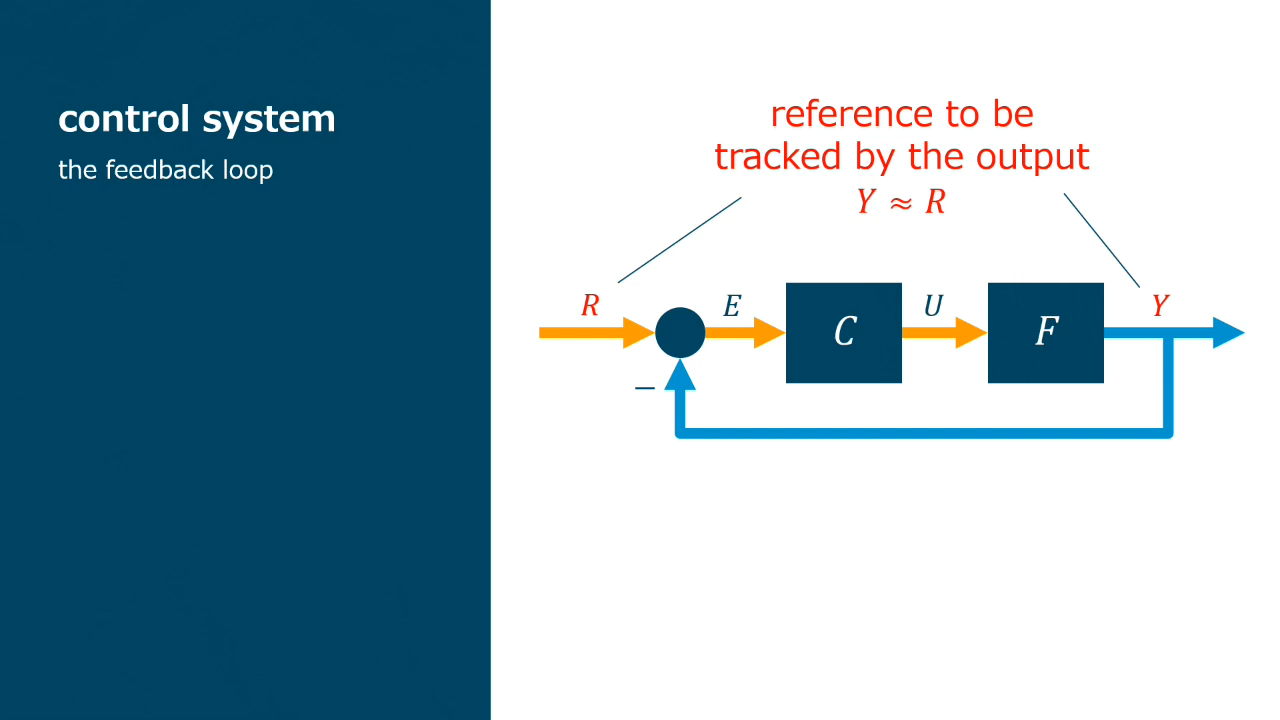 control system
the feedback loop
reference to be
tracked by the output
Y ≈ R
R
E
C
U
F
Y
−